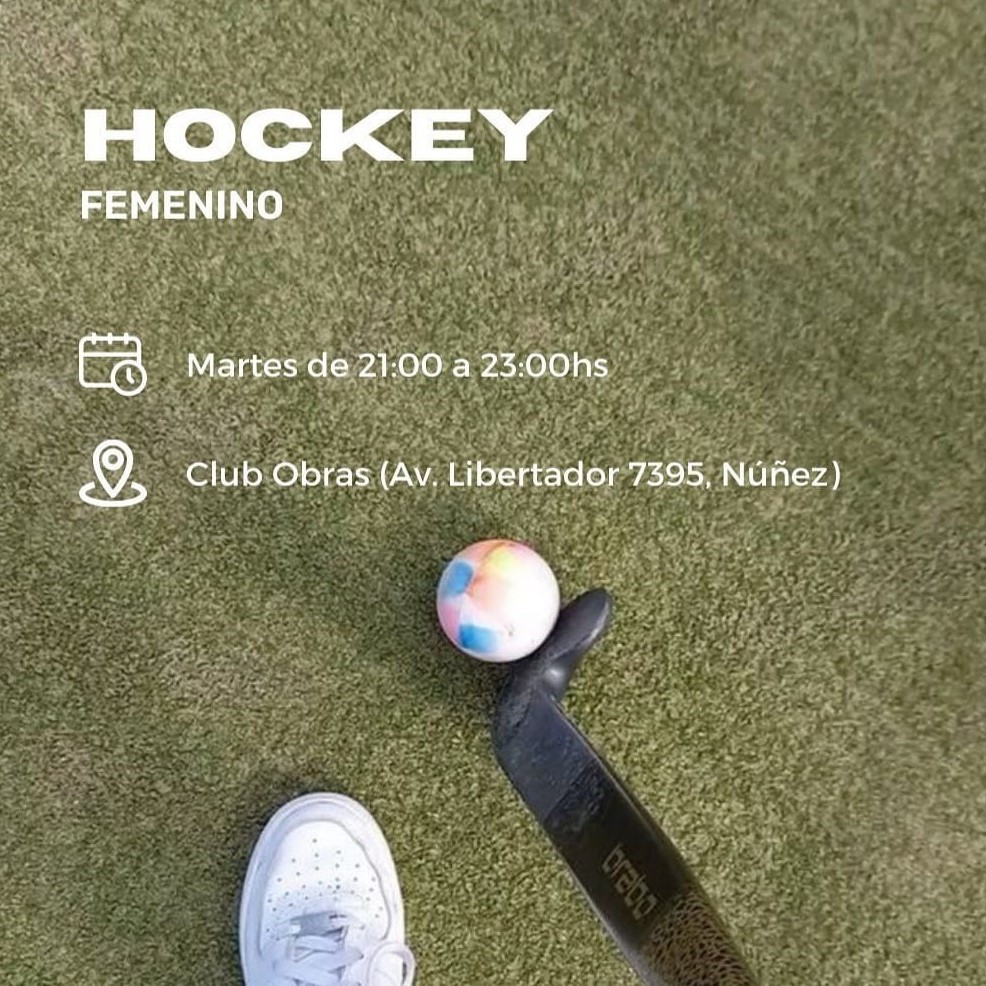 HOCKEY
FEMENINO
Martes de 21:00 a 23:00hs
Club Obras (Av. Libertador 7395, Núñez)
brabo